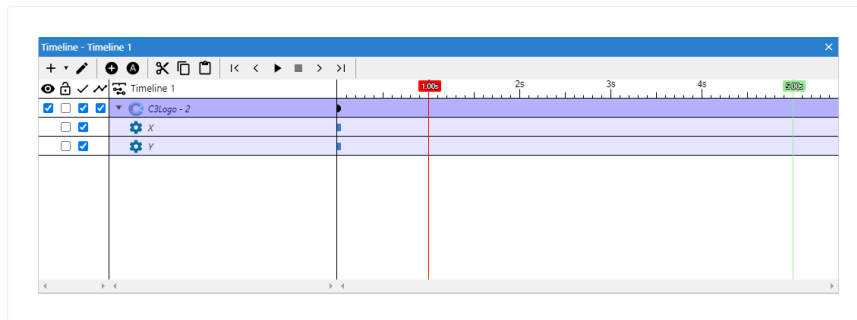 Timeline - Timeline 1
Timeline 1
1.00s
2s
3s
4s
5.00s
C3Logo - 2
X
Y